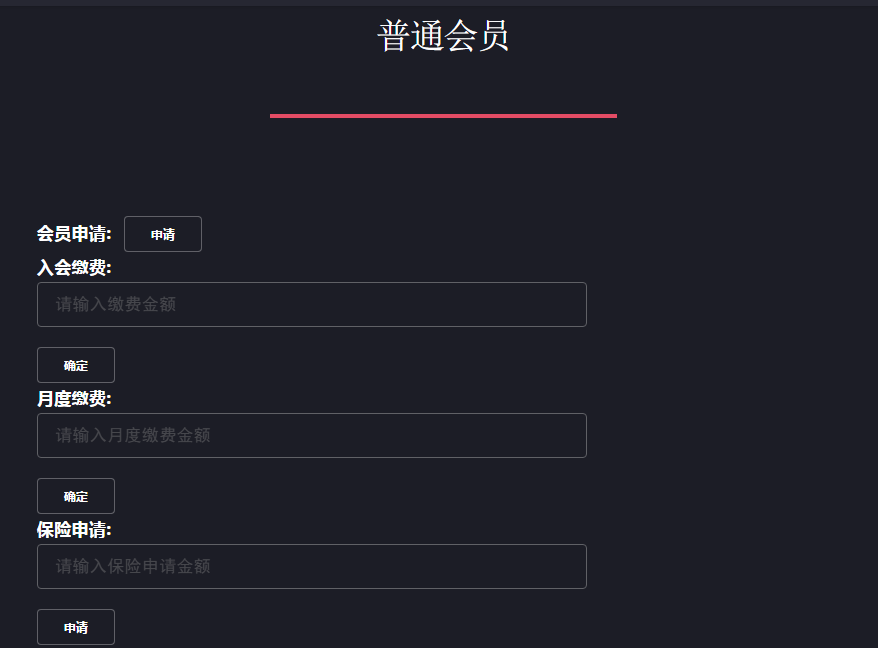 普通会员
会员申请: 申请
入会缴费:
请输入缴费金额
确定
月度缴费:
请输入月度缴费金额
确定
保险申请:
请输入保险申请金额
申请